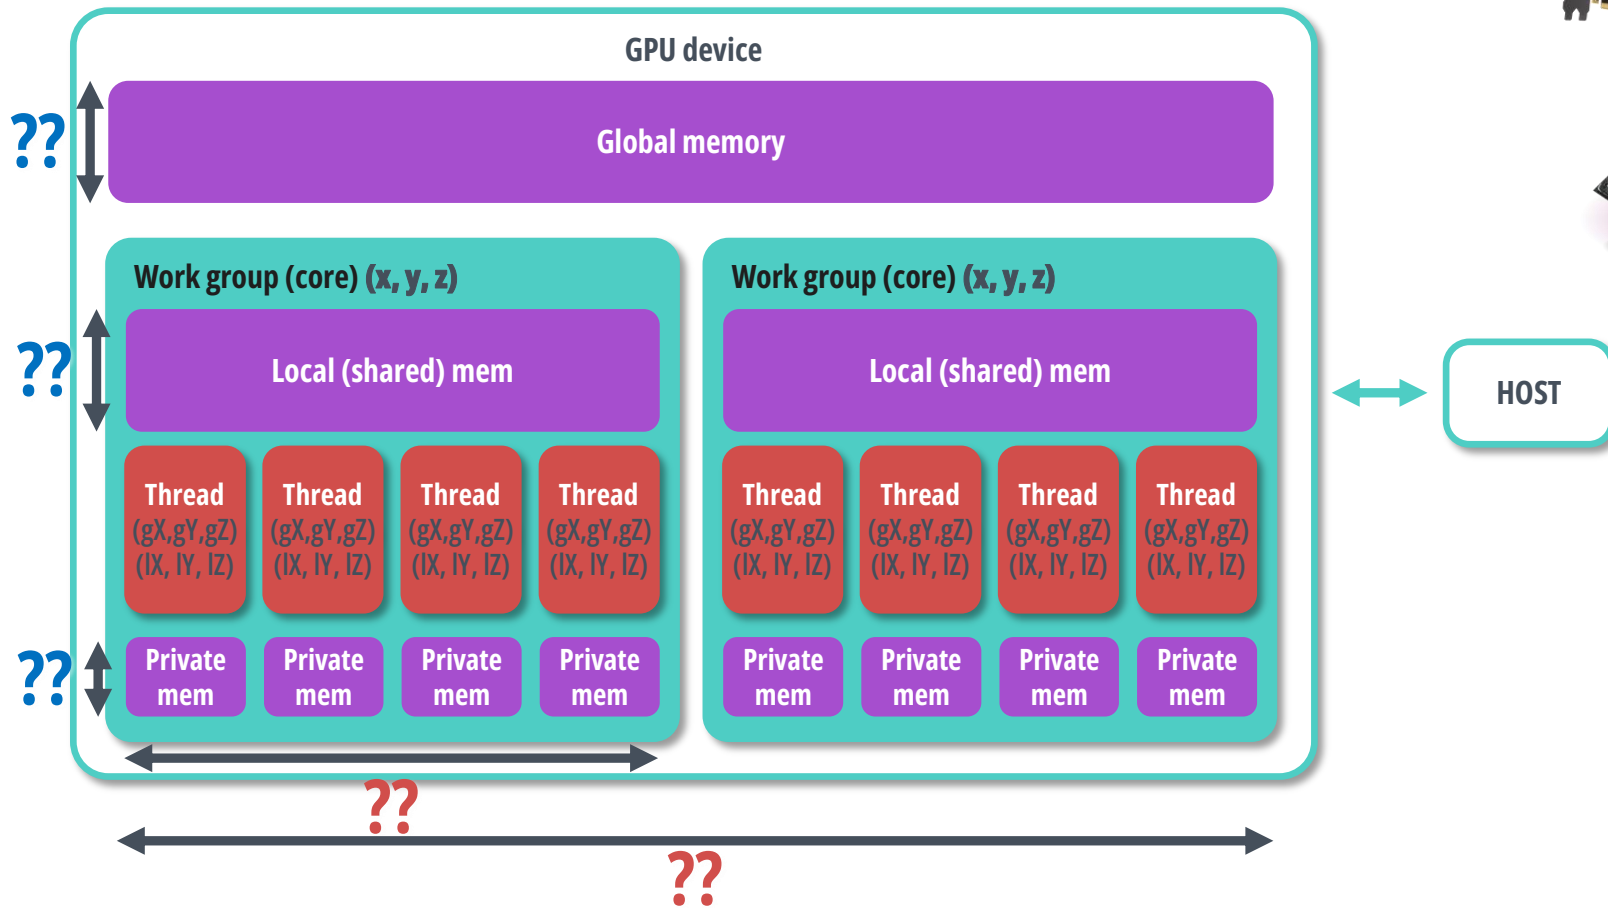 GPU device
??
Global memory
Work group (core) (x, y, z)
Work group (core) (x, y, z)
??
Local (shared) mem
Local (shared) mem
HOST
Thread
(gX,gY,gZ)
(lX, lY, lZ)
Thread
(gX,gY,gZ)
(lX, lY, lZ)
Thread
(gX,gY,gZ)
(lX, lY, lZ)
Thread
(gX,gY,gZ)
(lX, lY, lZ)
Thread
(gX,gY,gZ)
(lX, lY, lZ)
Thread
(gX,gY,gZ)
(lX, lY, lZ)
Thread
(gX,gY,gZ)
(lX, lY, lZ)
Thread
(gX,gY,gZ)
(lX, lY, lZ)
??
Private
mem
Private
mem
Private
mem
Private
mem
Private
mem
Private
mem
Private
mem
Private
mem
??
??